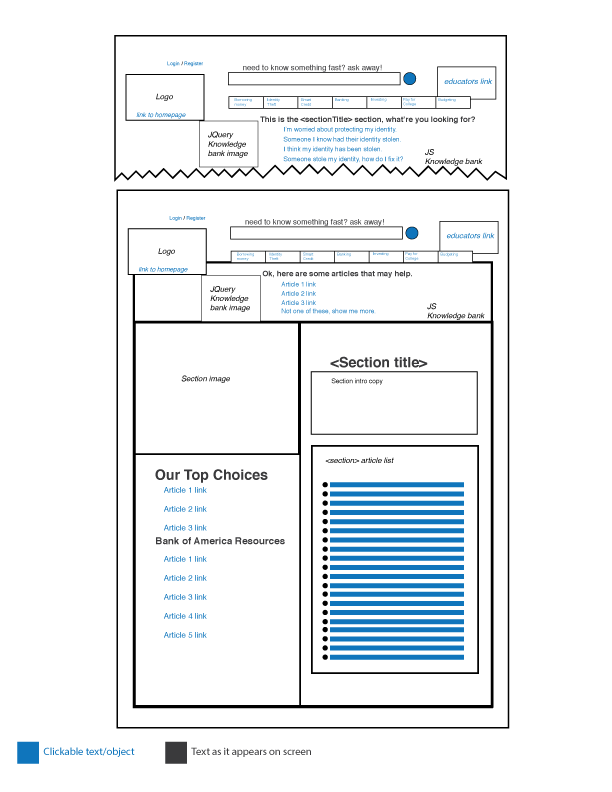 Login / Register
need to know something fast? ask away!
educators link
Logo
link to homepage
Borrowing money
Identity Theft
Smart Credit
Banking
Investing
Pay for College
Budgeting
This is the <sectionTitle> section, what're you looking for?
JQuery
Knowledge
bank image
I'm worried about protecting my identity.
Someone I know had their identity stolen.
I think my identity has been stolen.
Someone stole my identity, how do I fix it?
JS
Knowledge bank
Login / Register
need to know something fast? ask away!
educators link
Logo
link to homepage
Borrowing money
Identity Theft
Smart Credit
Banking
Investing
Pay for College
Budgeting
Ok, here are some articles that may help.
JQuery
Knowledge
bank image
Article 1 link
Article 2 link
Article 3 link
Not one of these, show me more.
JS
Knowledge bank
Section image
<Section title>
Section intro copy
<section> article list
Our Top Choices
Article 1 link
Article 2 link
Article 3 link
Bank of America Resources
Article 1 link
Article 2 link
Article 3 link
Article 4 link
Article 5 link
Clickable text/object
Text as it appears on screen